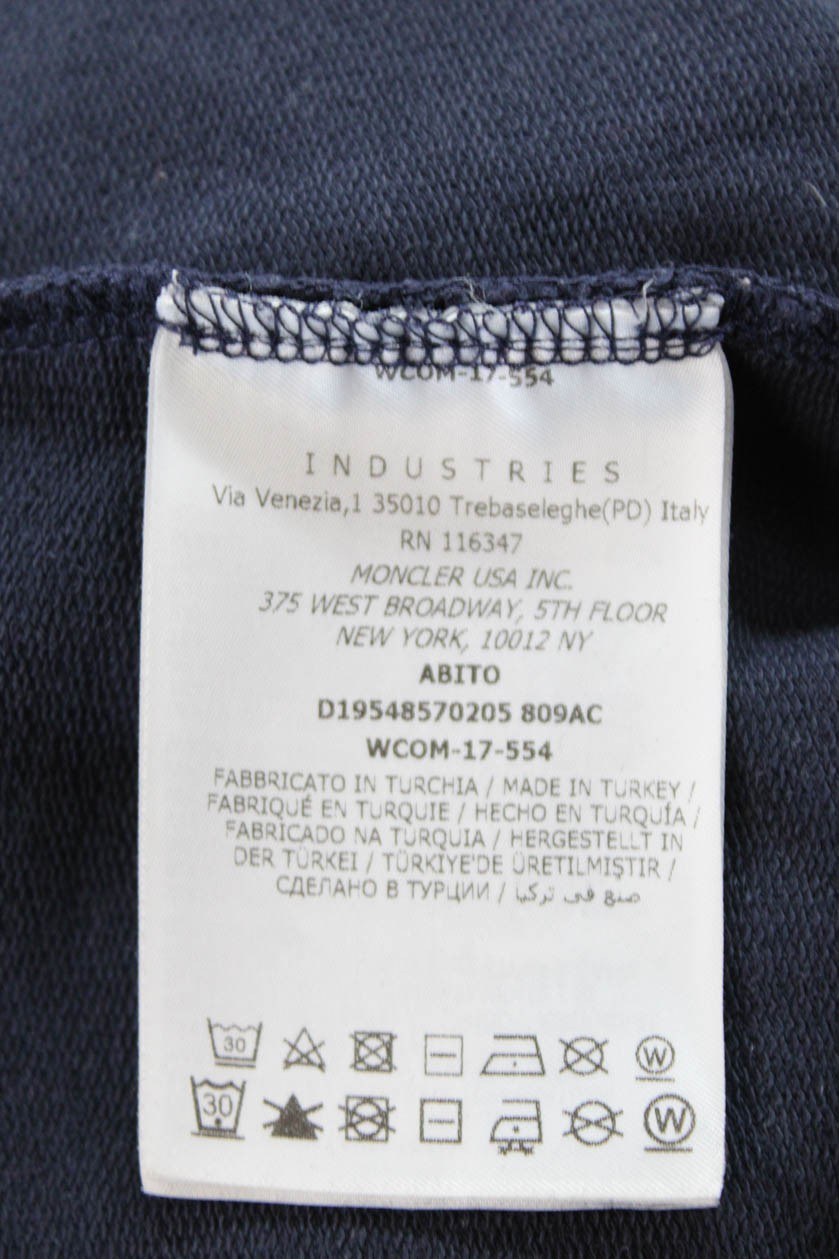 WCOM-17-554
INDUSTRIES
Via Venezia,1 35010 Trebaseleghe(PD) Italy
RN 116347
MONCLER USA INC.
375 WEST BROADWAY, 5TH FLOOR
NEW YORK, 10012 NY
ABITO
D19548570205 809AC
WCOM-17-554
FABBRICATO IN TURCHIA / MADE IN TURKEY /
FABRIQUÉ EN TURQUIE / HECHO EN TURQUÍA /
FABRICADO NA TURQUIA / HERGESTELLT IN
DER TÜRKEI / TÜRKIYE'DE ÜRETILMIŞTIR /
СДЕЛАНО В ТУРЦИИ / صنع في تركيا
30 W
30 W